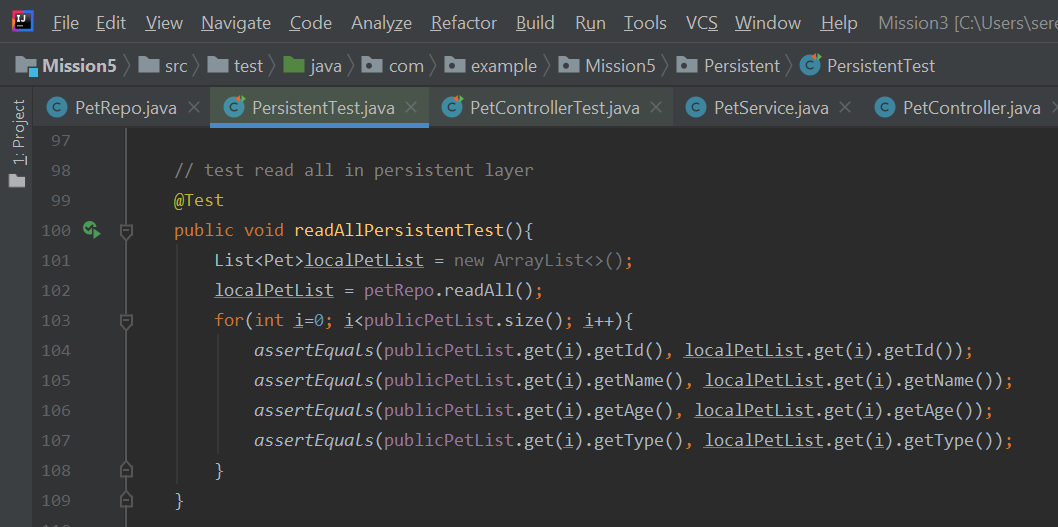 File Edit View Navigate Code Analyze Refactor Build Run Tools VCS Window Help Mission3 [C:\Users\sere
Mission5 src test java com example Mission5 Persistent PersistentTest
1: Project
PetRepo.java PersistentTest.java PetControllerTest.java PetService.java PetController.java
97
98 // test read all in persistent layer
99 @Test
100 public void readAllPersistentTest(){
101 List<Pet>localPetList = new ArrayList<>();
102 localPetList = petRepo.readAll();
103 for(int i=0; i<publicPetList.size(); i++){
104 assertEquals(publicPetList.get(i).getId(), localPetList.get(i).getId());
105 assertEquals(publicPetList.get(i).getName(), localPetList.get(i).getName());
106 assertEquals(publicPetList.get(i).getAge(), localPetList.get(i).getAge());
107 assertEquals(publicPetList.get(i).getType(), localPetList.get(i).getType());
108 }
109 }